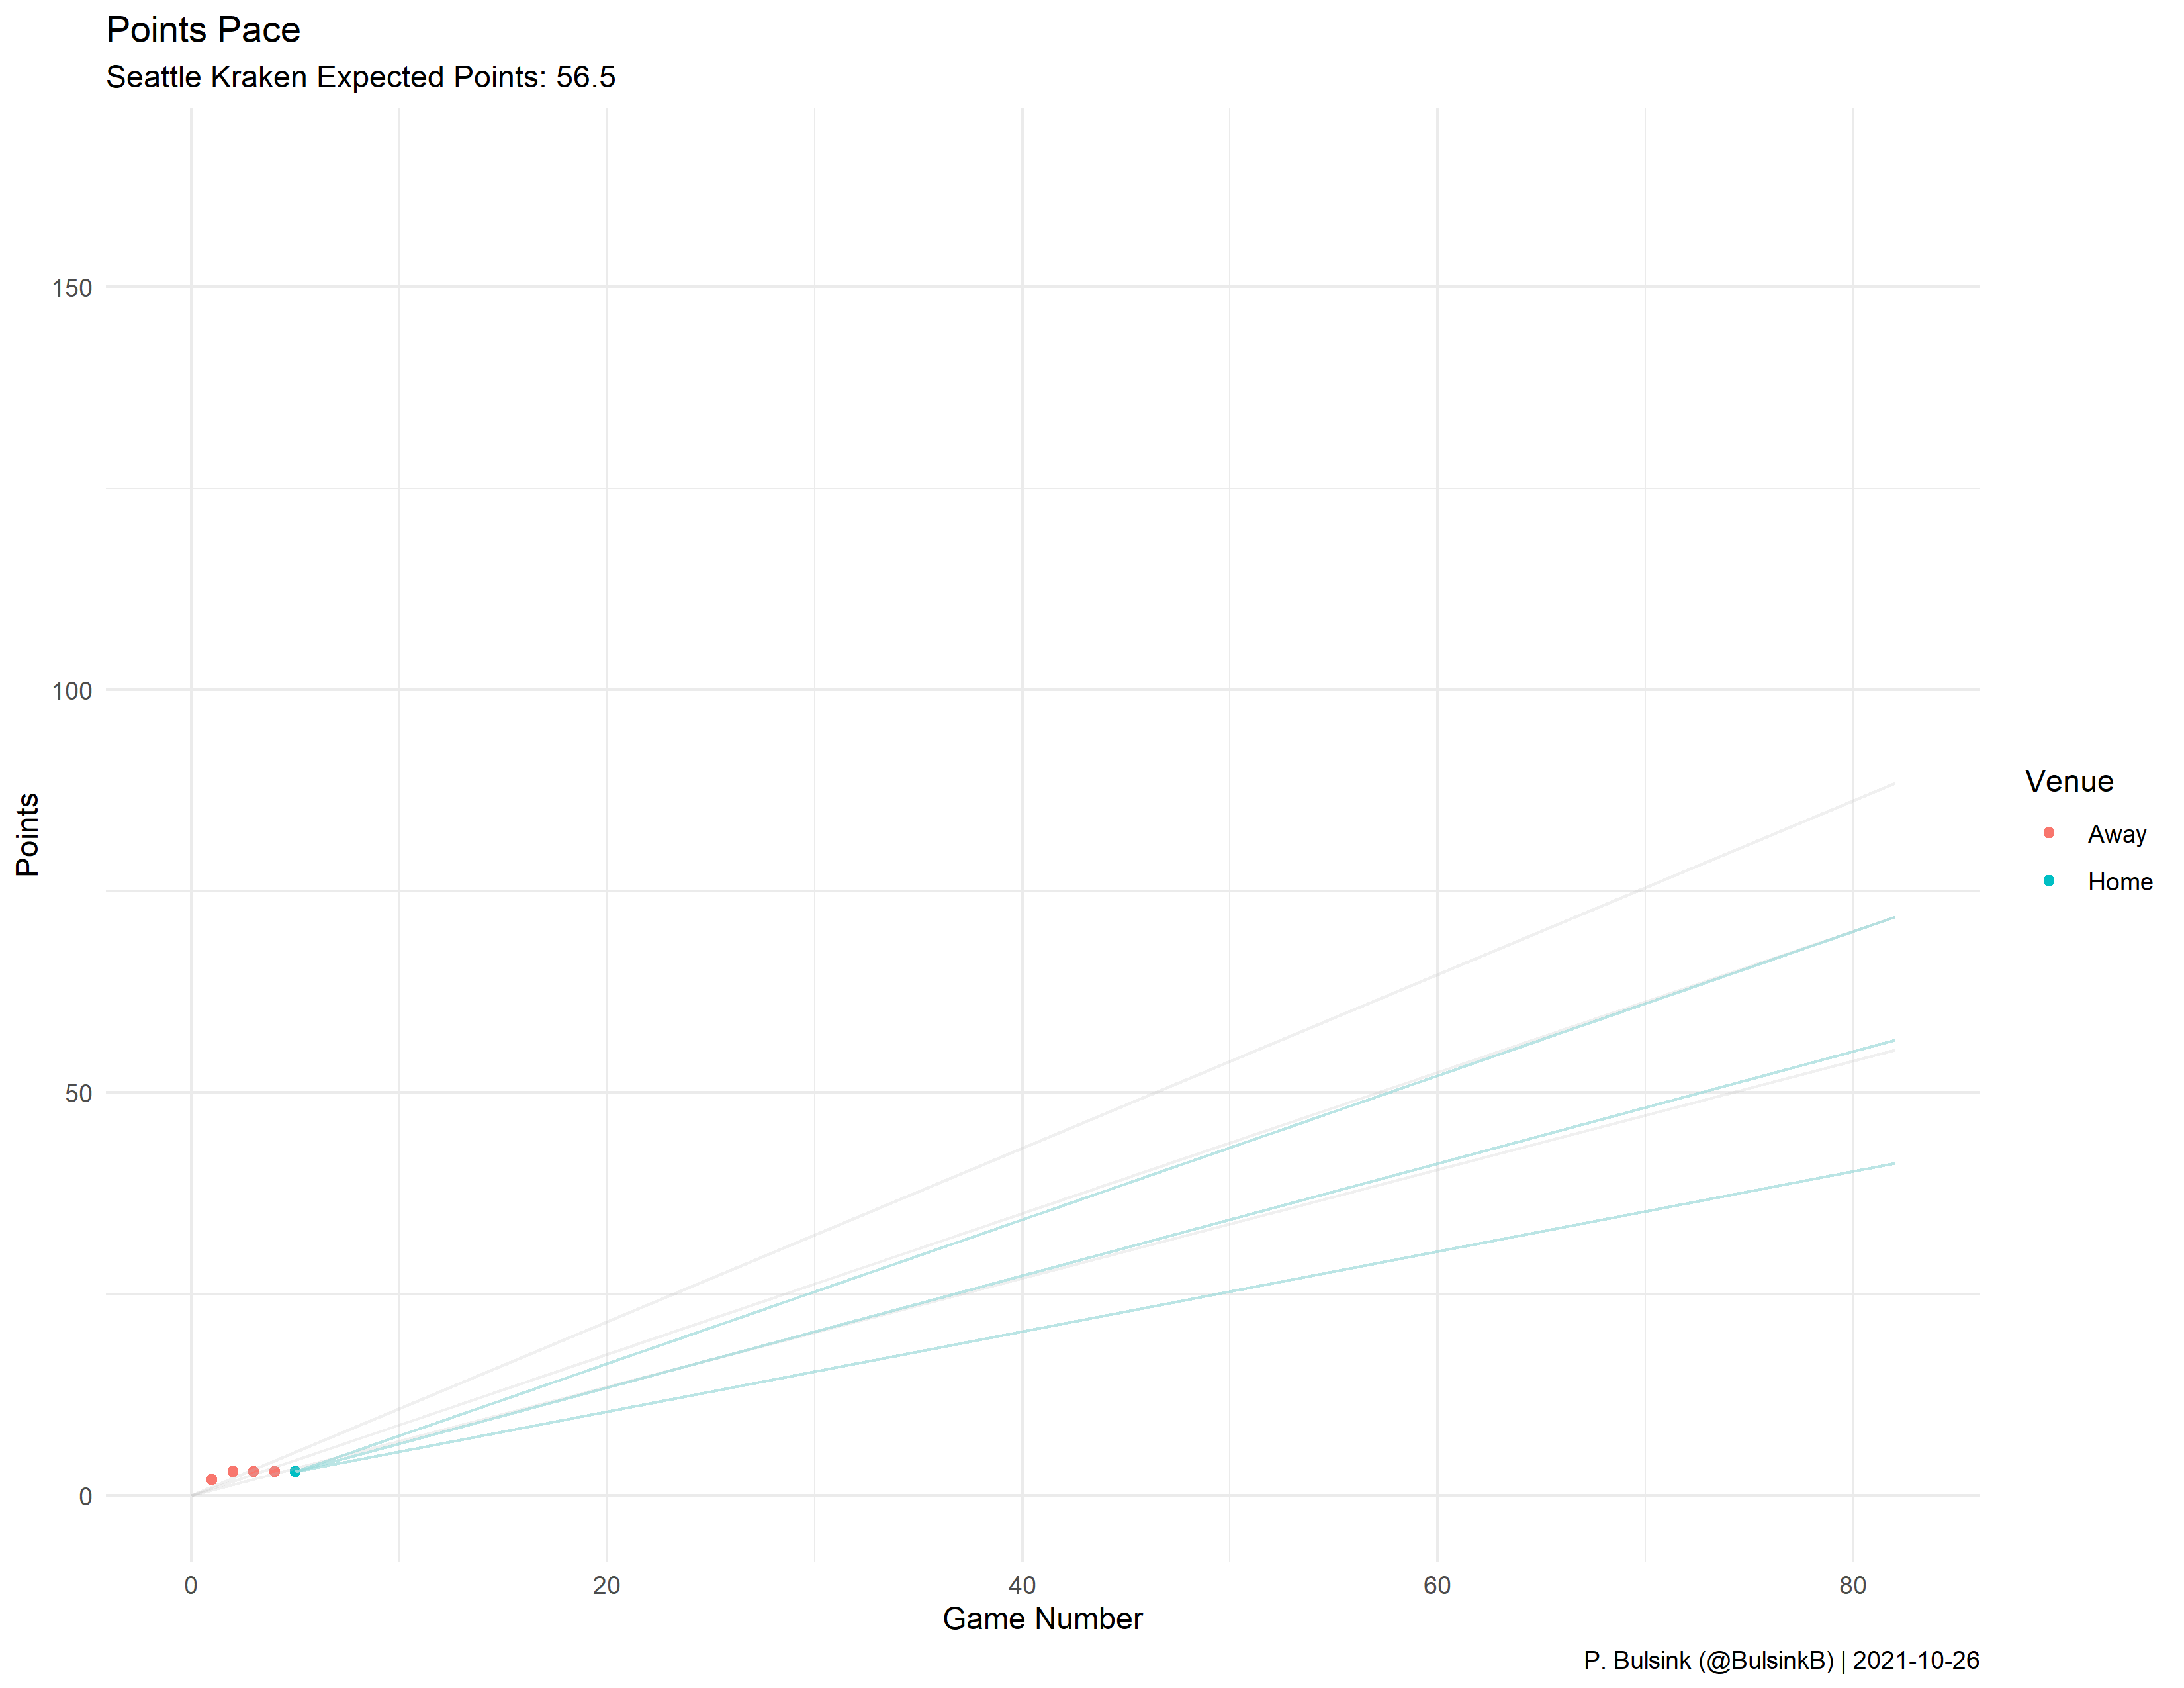 Points Pace
Seattle Kraken Expected Points: 56.5
150
100
50
0
Points
0 20 40 60 80
Game Number
Venue
Away
Home
P. Bulsink (@BulsinkB) | 2021-10-26